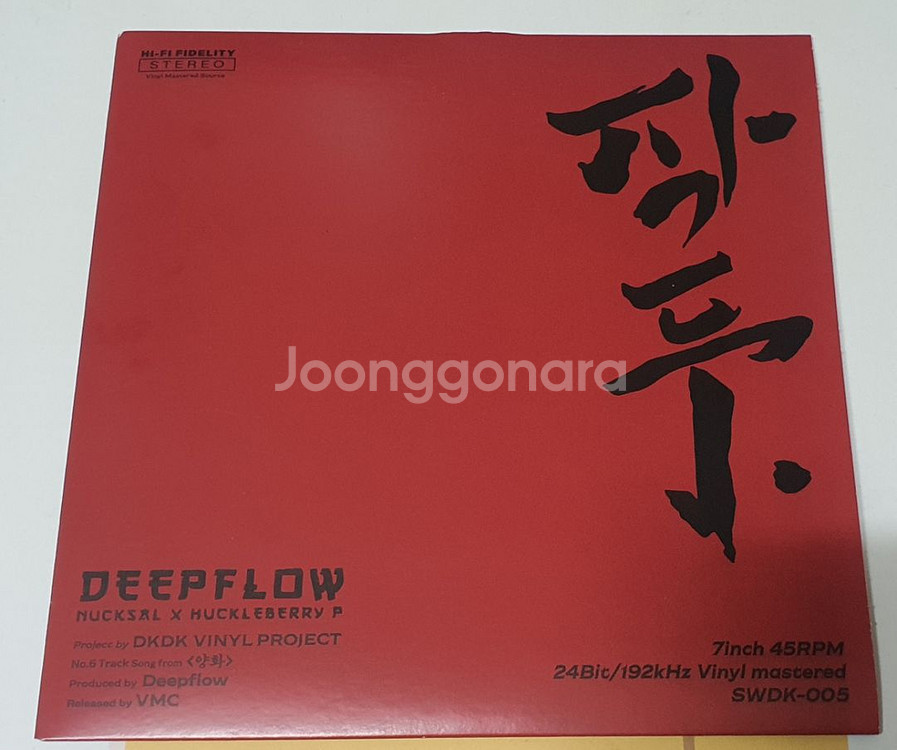 HI-FI FIDELITY
STEREO
Vinyl Mastered Source
작
두.
Joonggonara
DEEPFLOW
NUCKSAL X HUCKLEBERRY P
Project by DKDK VINYL PROJECT
No.6 Track Song from <양화>
Produced by Deepflow
Released by VMC
7inch 45RPM
24Bit/192kHz Vinyl mastered
SWDK-005